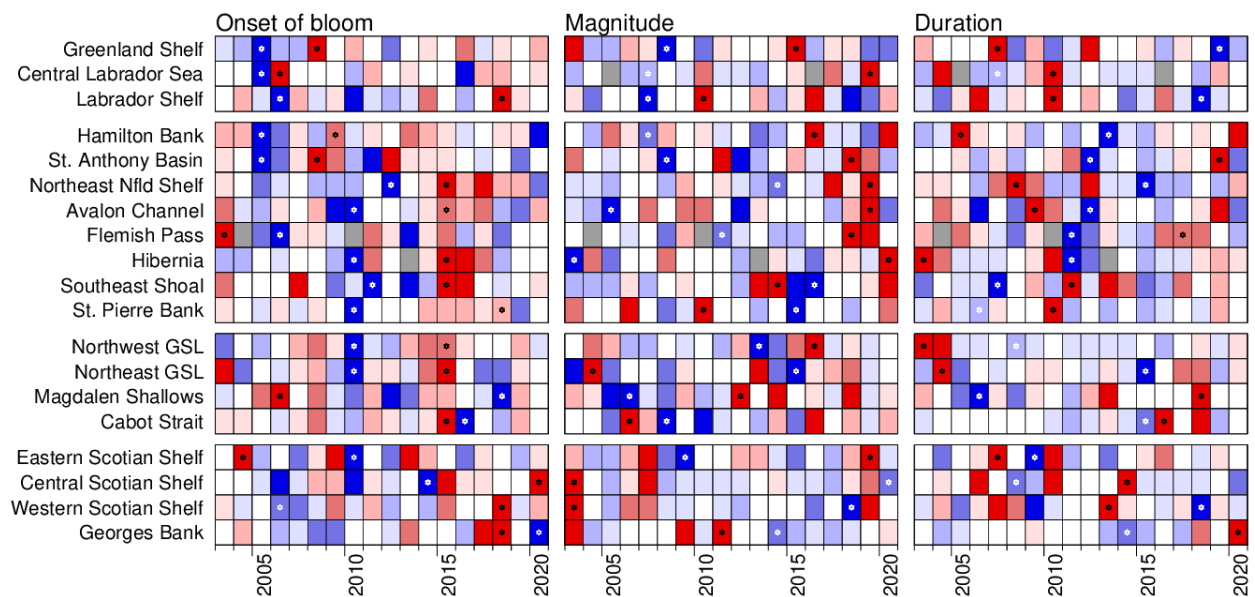 Onset of bloom Magnitude Duration
Greenland Shelf
Central Labrador Sea
Labrador Shelf
Hamilton Bank
St. Anthony Basin
Northeast Nfld Shelf
Avalon Channel
Flemish Pass
Hibernia
Southeast Shoal
St. Pierre Bank
Northwest GSL
Northeast GSL
Magdalen Shallows
Cabot Strait
Eastern Scotian Shelf
Central Scotian Shelf
Western Scotian Shelf
Georges Bank
2005 2010 2015 2020 2005 2010 2015 2020 2005 2010 2015 2020